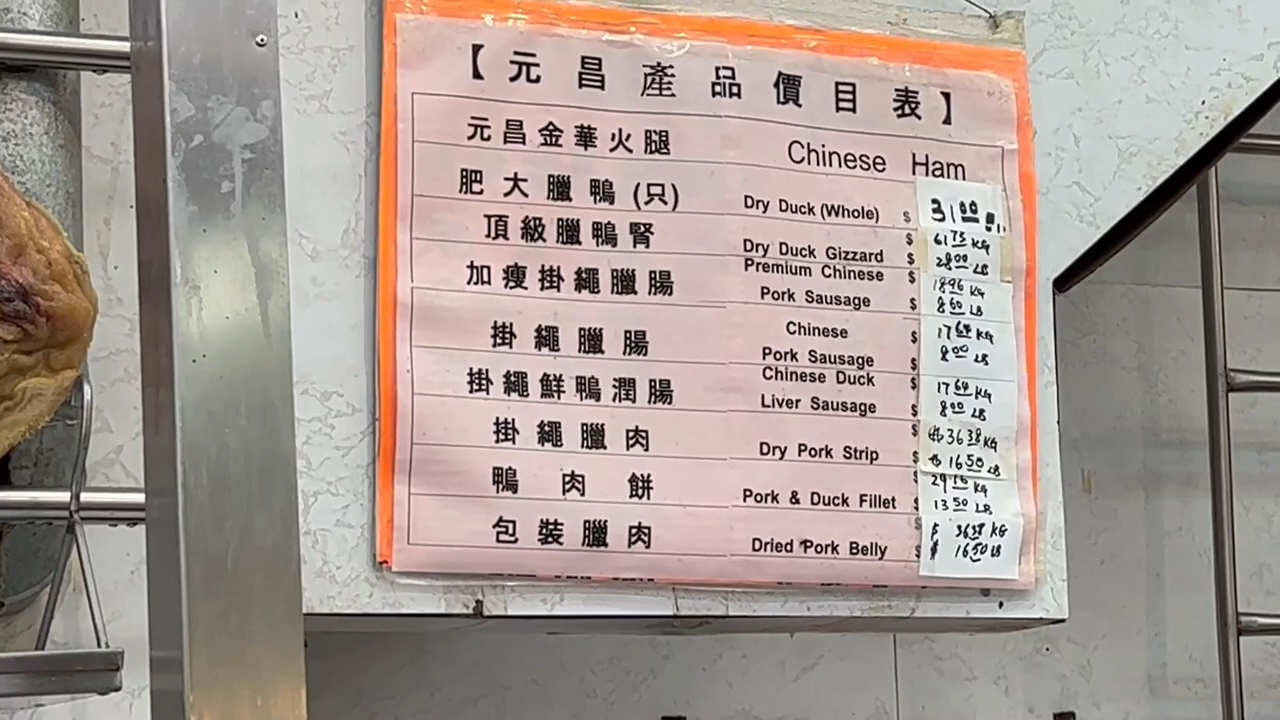 【元昌產品價目表】
元昌金華火腿 Chinese Ham
肥大臘鴨(只) Dry Duck (Whole) $ 31.00
頂級臘鴨腎 Dry Duck Gizzard $ 61.73 KG
$ 28.00 LB
加瘦掛繩臘腸 Premium Chinese $ 18.96 KG
Pork Sausage $ 8.60 LB
掛繩臘腸 Chinese $ 17.64 KG
Pork Sausage $ 8.00 LB
掛繩鮮鴨潤腸 Chinese Duck 17.64 KG
Liver Sausage $ 8.00 LB
掛繩臘肉 $ $36.38 KG
Dry Pork Strip $ $ 16.50 LB
鴨肉餅 $ 29.76 KG
Pork & Duck Fillet $ 13.50 LB
包裝臘肉 $ $ 36.38 KG
Dried Pork Belly $ $ 16.50 LB